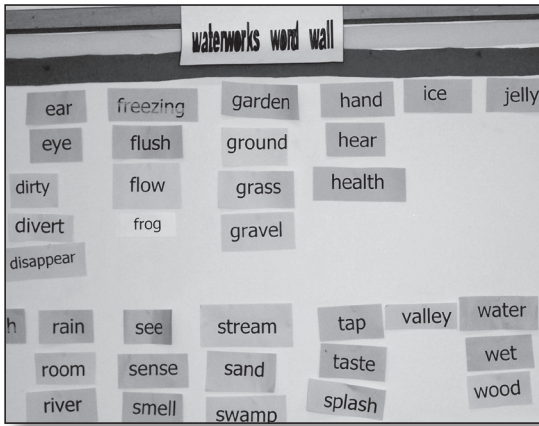 waterworks word wall
ear freezing garden hand ice jelly
eye flush ground hear
dirty flow grass health
divert frog gravel
disappear
h rain see stream tap valley water
room sense sand taste wet
river smell swamp splash wood